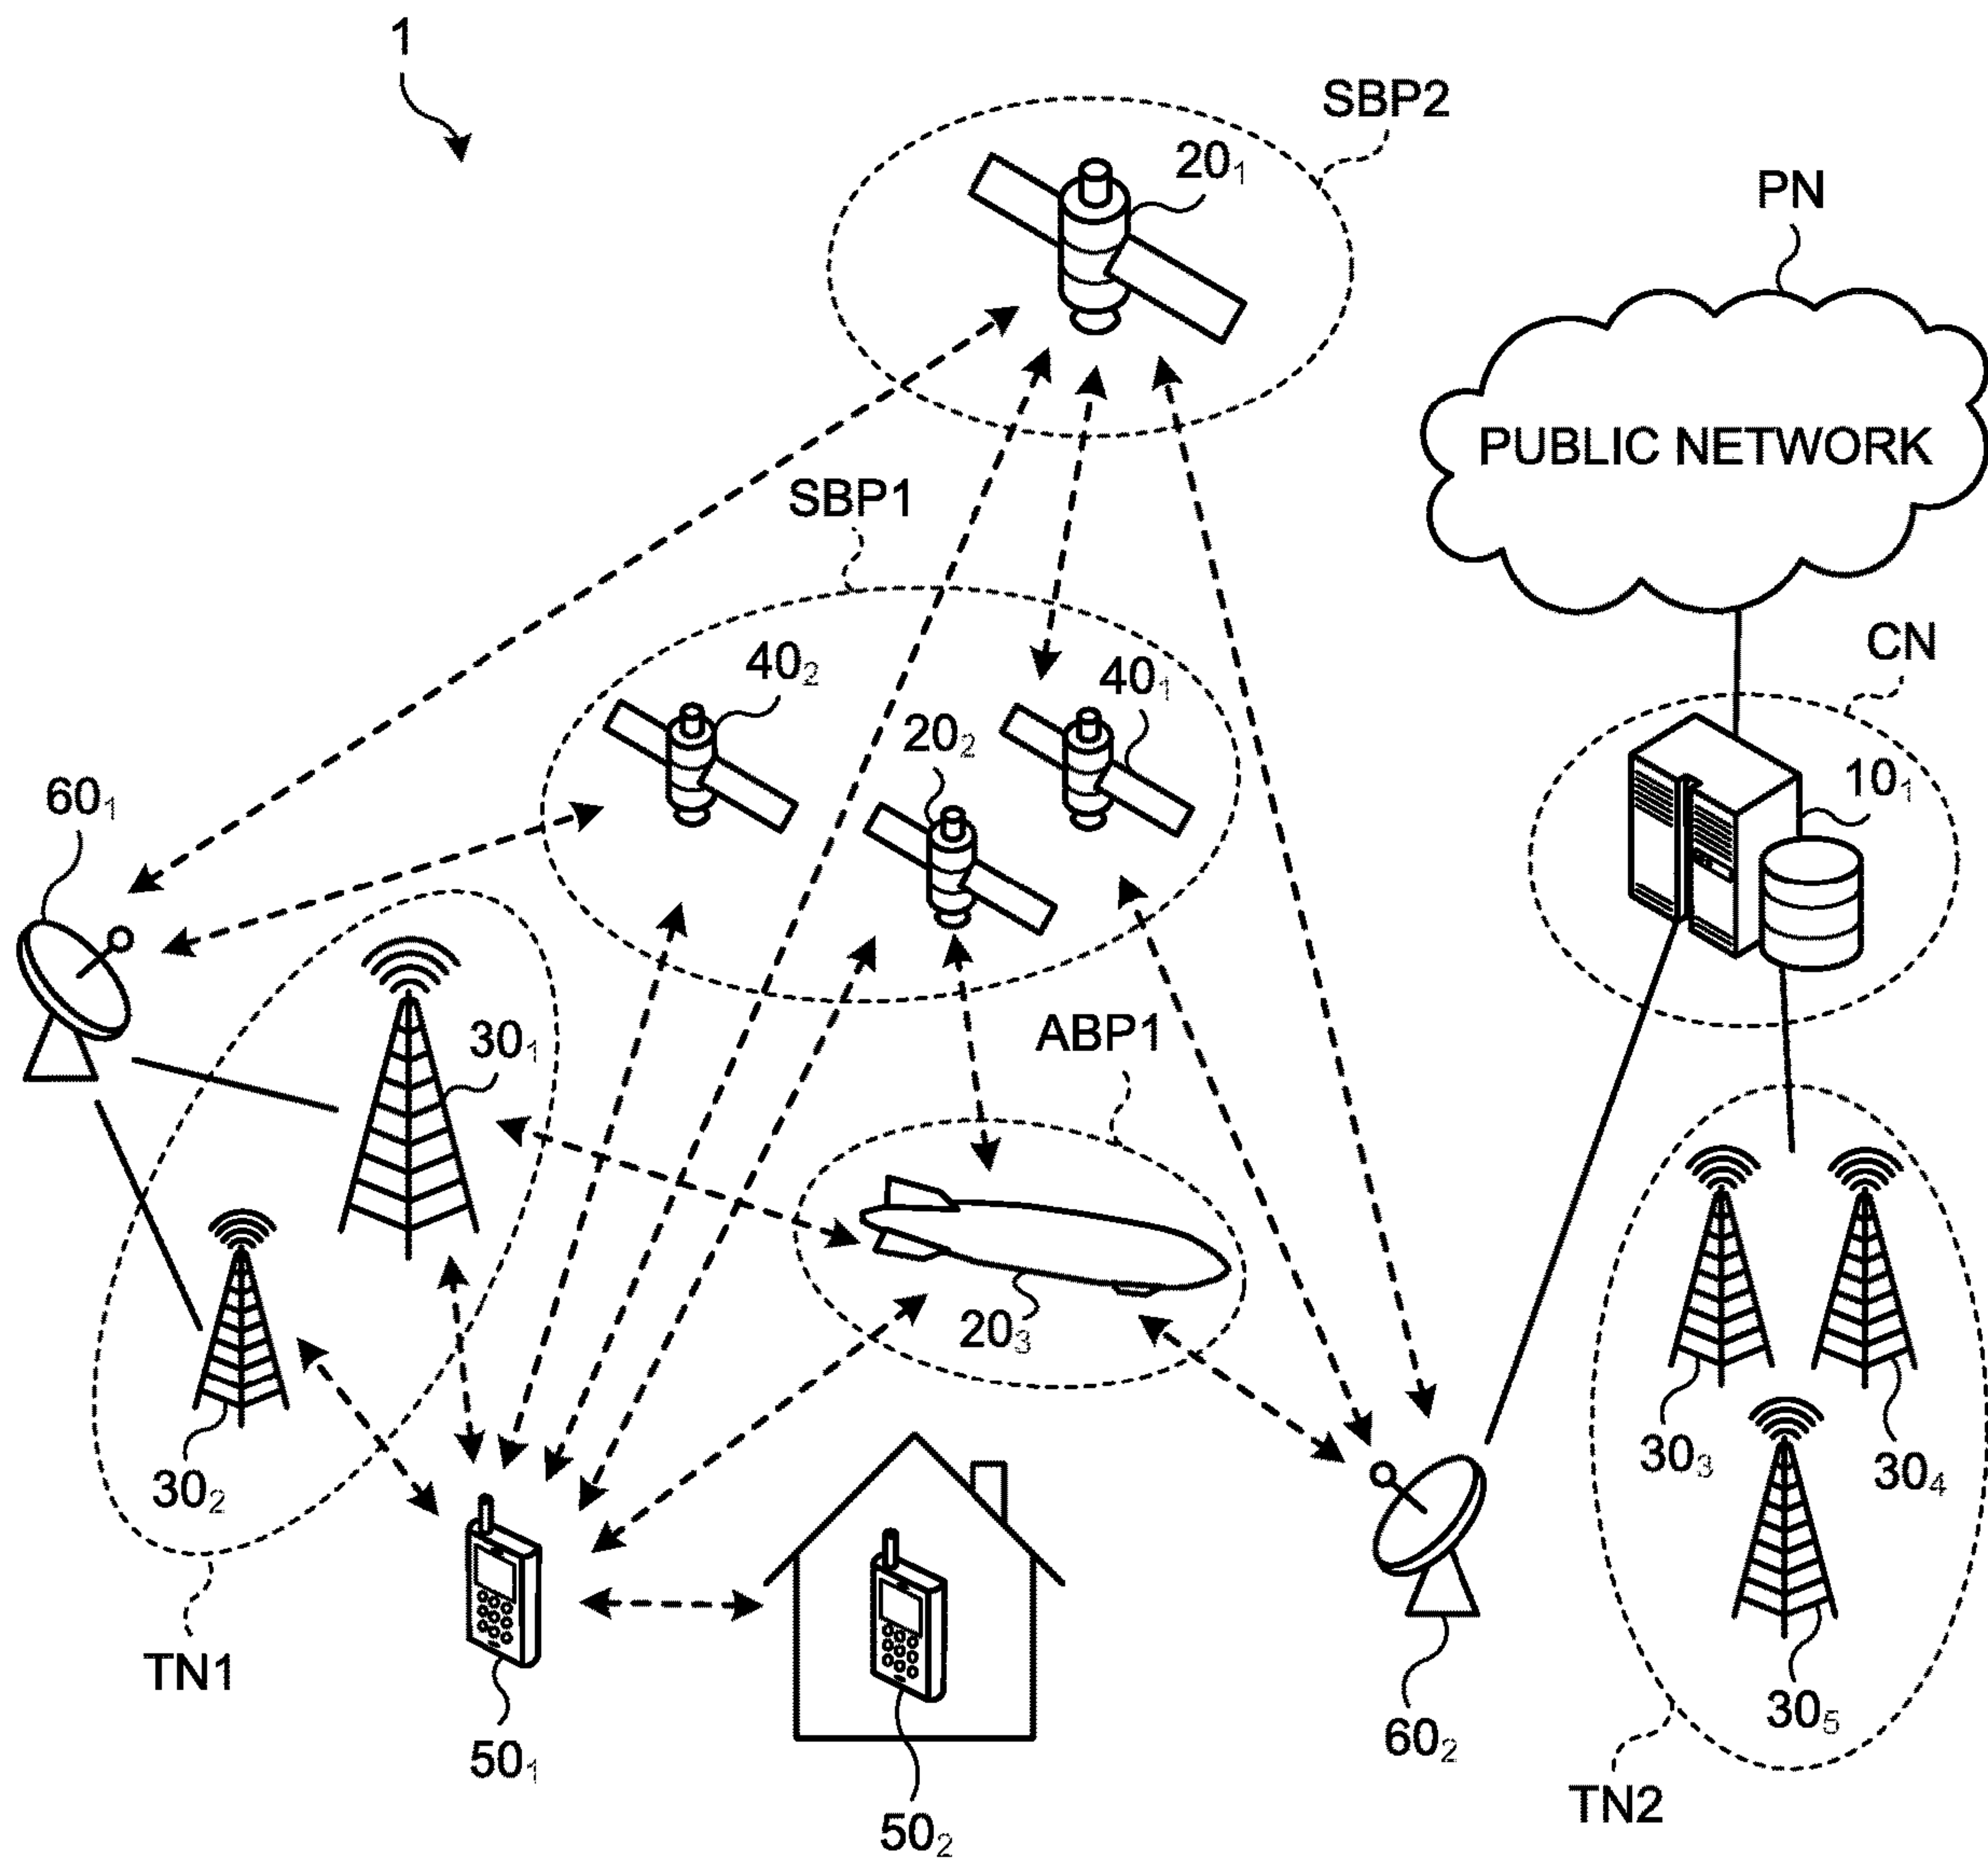 1
SBP2
20₁
PN
PUBLIC NETWORK
SBP1
CN
40₂
40₁
20₂
10₁
60₁
30₁
ABP1
20₃
30₂
30₃
30₄
TN1
50₁
50₂
60₂
30₅
TN2